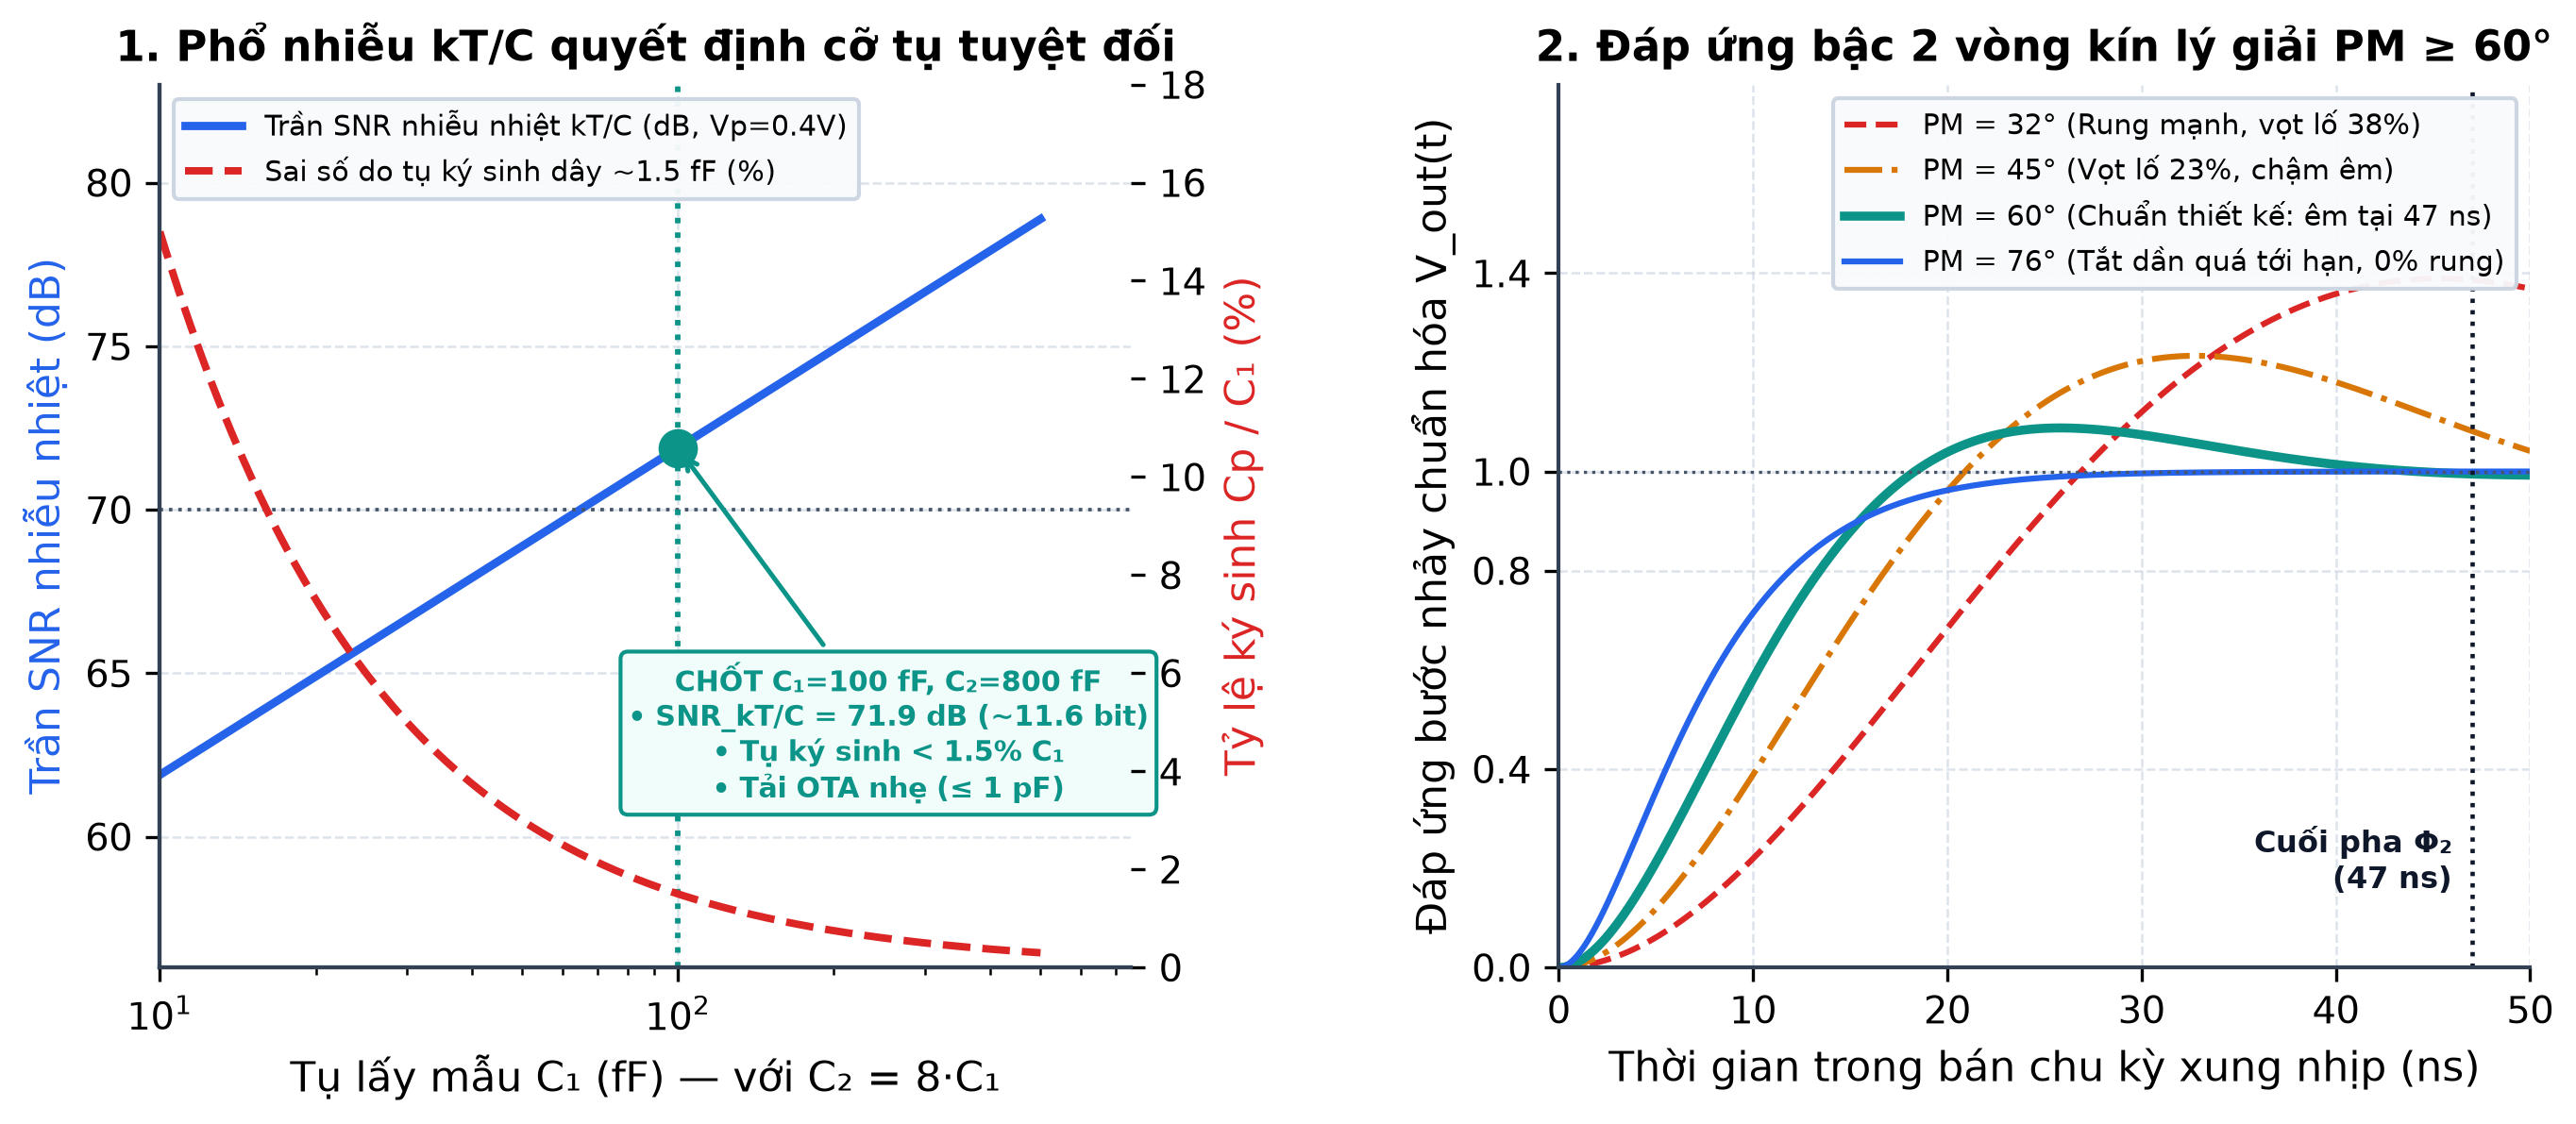 1. Phổ nhiễu kT/C quyết định cỡ tụ tuyệt đối
Trần SNR nhiễu nhiệt kT/C (dB, Vp=0.4V)
Sai số do tụ ký sinh dây ~1.5 fF (%)
Trần SNR nhiễu nhiệt (dB)
80
75
70
65
60
18
16
14
12
10
8
6
4
2
0
Tỷ lệ ký sinh Cp / C₁ (%)
CHỐT C₁=100 fF, C₂=800 fF
• SNR_kT/C = 71.9 dB (~11.6 bit)
• Tụ ký sinh < 1.5% C₁
• Tải OTA nhẹ (≤ 1 pF)
10¹
10²
Tụ lấy mẫu C₁ (fF) — với C₂ = 8·C₁
2. Đáp ứng bậc 2 vòng kín lý giải PM ≥ 60°
PM = 32° (Rung mạnh, vọt lố 38%)
PM = 45° (Vọt lố 23%, chậm êm)
PM = 60° (Chuẩn thiết kế: êm tại 47 ns)
PM = 76° (Tắt dần quá tới hạn, 0% rung)
Đáp ứng bước nhảy chuẩn hóa V_out(t)
1.4
1.0
0.8
0.4
0.0
Cuối pha Φ₂
(47 ns)
0
10
20
30
40
50
Thời gian trong bán chu kỳ xung nhịp (ns)